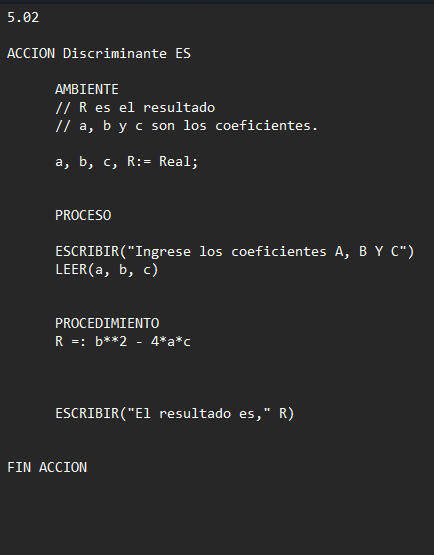 5.02
ACCION Discriminante ES
AMBIENTE
// R es el resultado
// a, b y c son los coeficientes.
a, b, c, R:= Real;
PROCESO
ESCRIBIR("Ingrese los coeficientes A, B Y C")
LEER(a, b, c)
PROCEDIMIENTO
R =: b**2 - 4*a*c
ESCRIBIR("El resultado es," R)
FIN ACCION